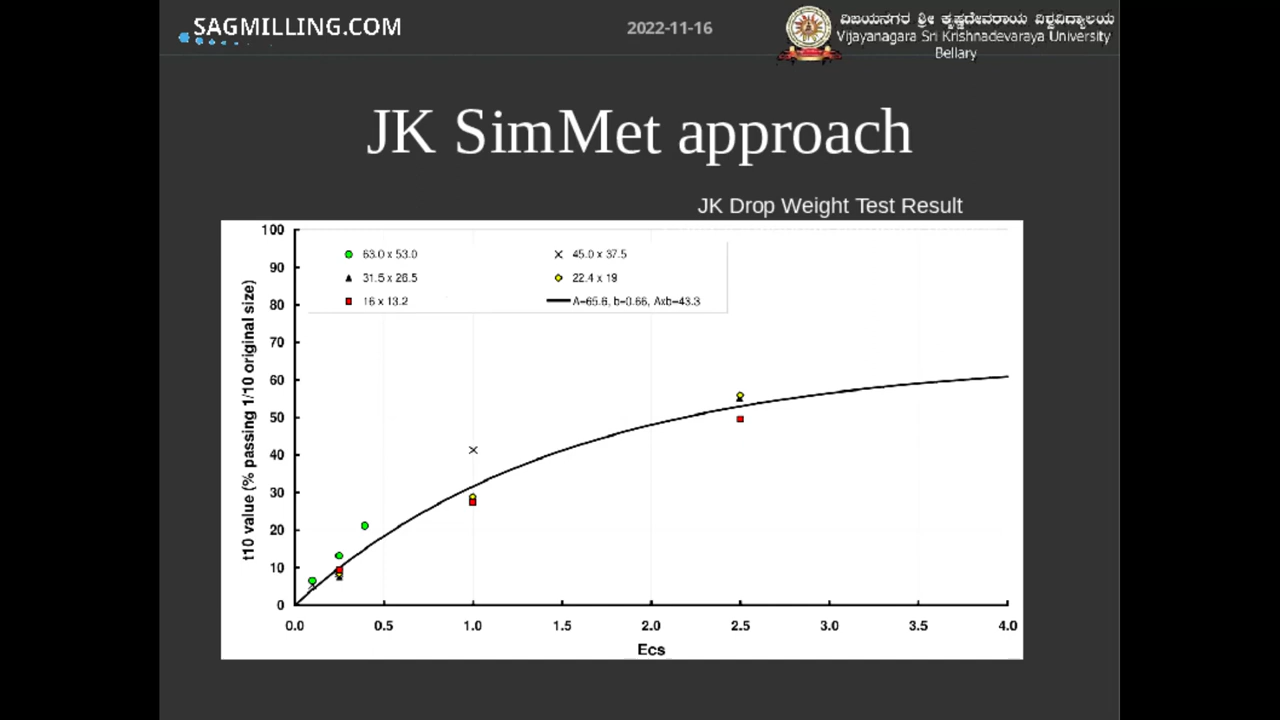 SAGMILLING.COM
2022-11-16
ವಿಜಯನಗರ ಶ್ರೀ ಕೃಷ್ಣದೇವರಾಯ ವಿಶ್ವವಿದ್ಯಾಲಯ
Vijayanagara Sri Krishnadevaraya University
Bellary
JK SimMet approach
JK Drop Weight Test Result
63.0 x 53.0
45.0 x 37.5
31.5 x 26.5
22.4 x 19
16 x 13.2
A=65.6, b=0.66, Axb=43.3
t10 value (% passing 1/10 original size)
100
90
80
70
60
50
40
30
20
10
0
0.0 0.5 1.0 1.5 2.0 2.5 3.0 3.5 4.0
Ecs